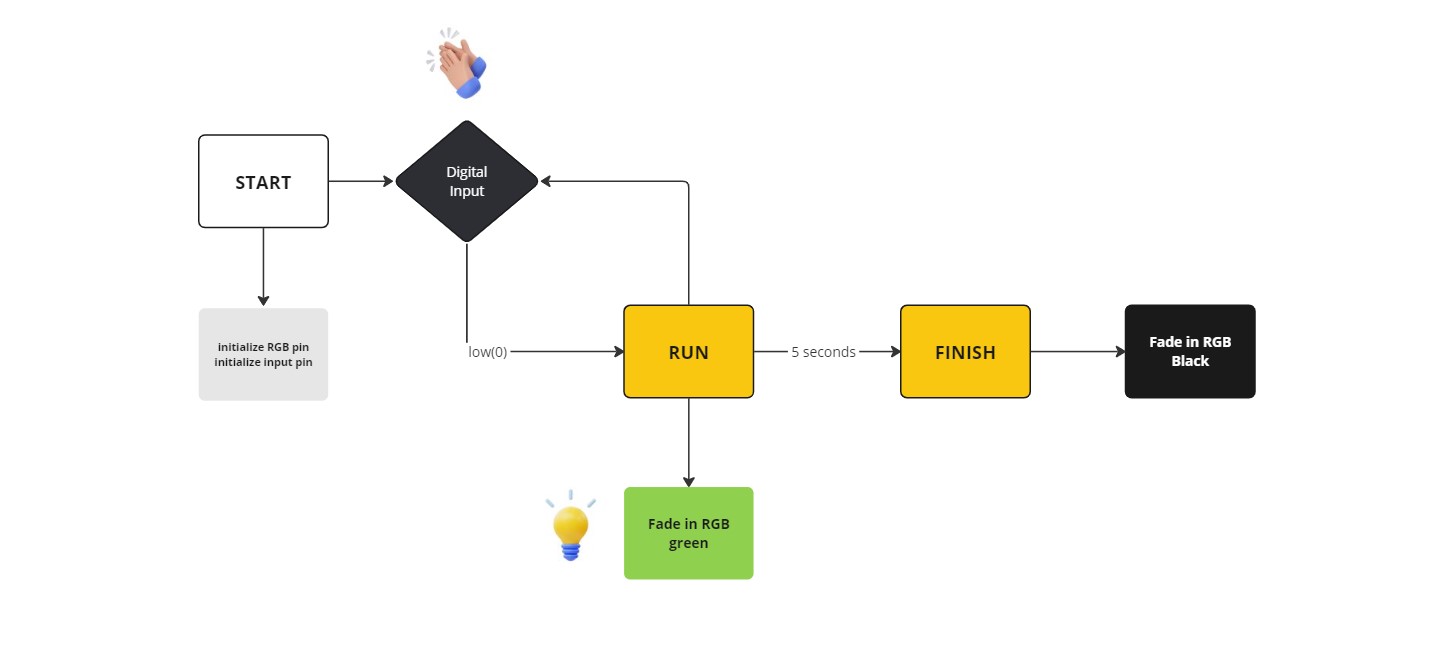 START
Digital
Input
initialize RGB pin
initialize input pin
low(0)
RUN
5 seconds
FINISH
Fade in RGB
Black
Fade in RGB
green